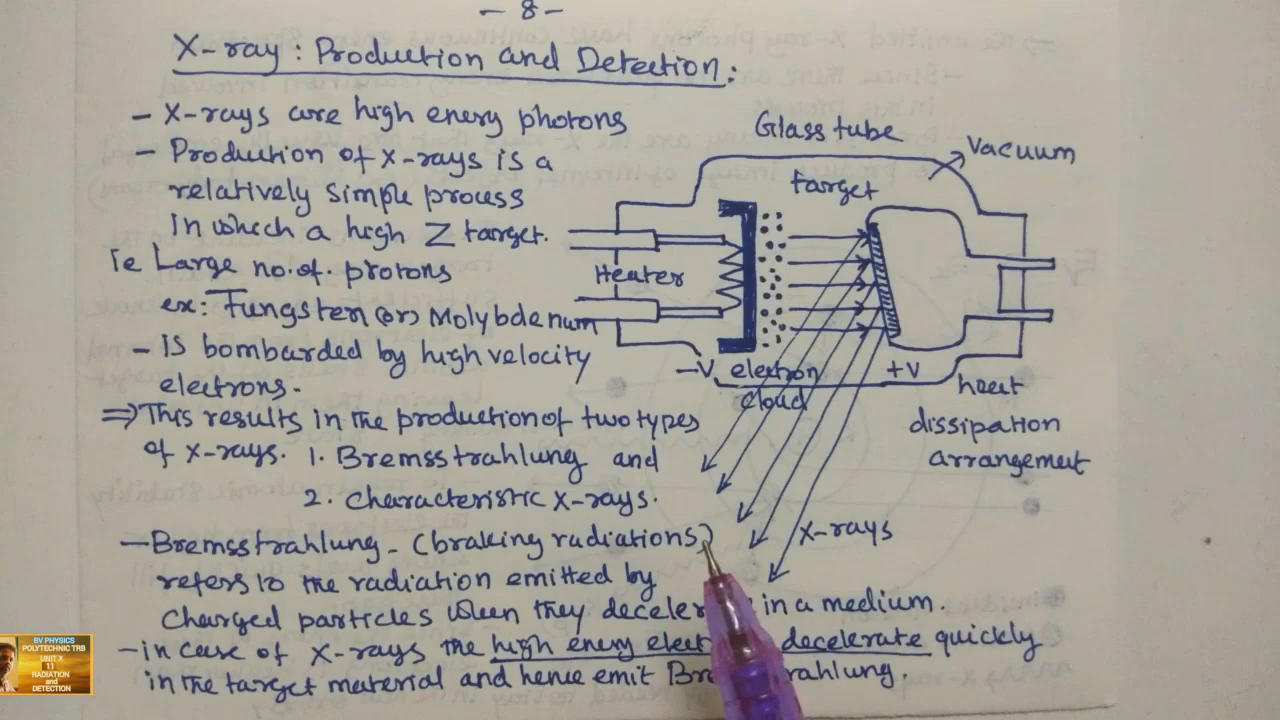 - 8 -
X-ray : Production and Detection :
- X-rays are high enery photons
- Production of X-rays is a
relatively simple process
In which a high Z target.
Ie Large no. of. protons
ex: Tungsten (or) Molybdenum
- Is bombarded by high velocity
electrons.
⇒ This results in the production of two types
of X-rays. 1. Bremsstrahlung and
2. Characteristic X-rays.
- Bremsstrahlung - (braking radiations)
refers to the radiation emitted by
Charged particles when they deceler in a medium.
- in case of X-rays the high enery elect decelerate quickly
in the target material and hence emit Br rahlung.
Glass tube
Vacuum
target
Heater
-V
electron
cloud
+V
heat
dissipation
arrangement
X-rays
BV PHYSICS
POLYTECHNIC TRB
UNIT X
11
RADIATION
and
DETECTION